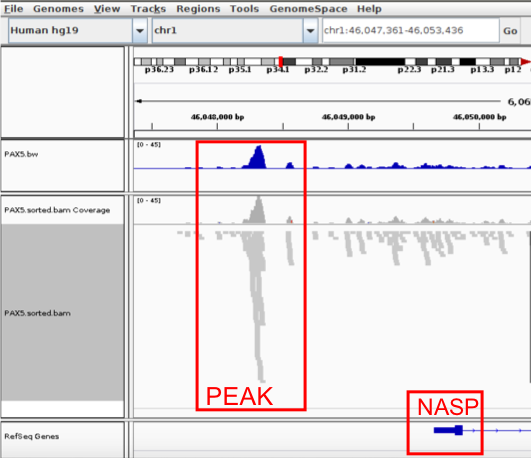 File Genomes View Tracks Regions Tools GenomeSpace Help
Human hg19 chr1 chr1:46,047,361-46,053,436 Go
p36.23 p36.12 p35.1 p34.1 p32.2 p31.2 p22.3 p21.3 p13.3 p12
6,06
46,048,000 bp 46,049,000 bp 46,050,000 bp
PAX5.bw
[0 - 45]
PAX5.sorted.bam Coverage
[0 - 45]
PAX5.sorted.bam
PEAK
NASP
RefSeq Genes